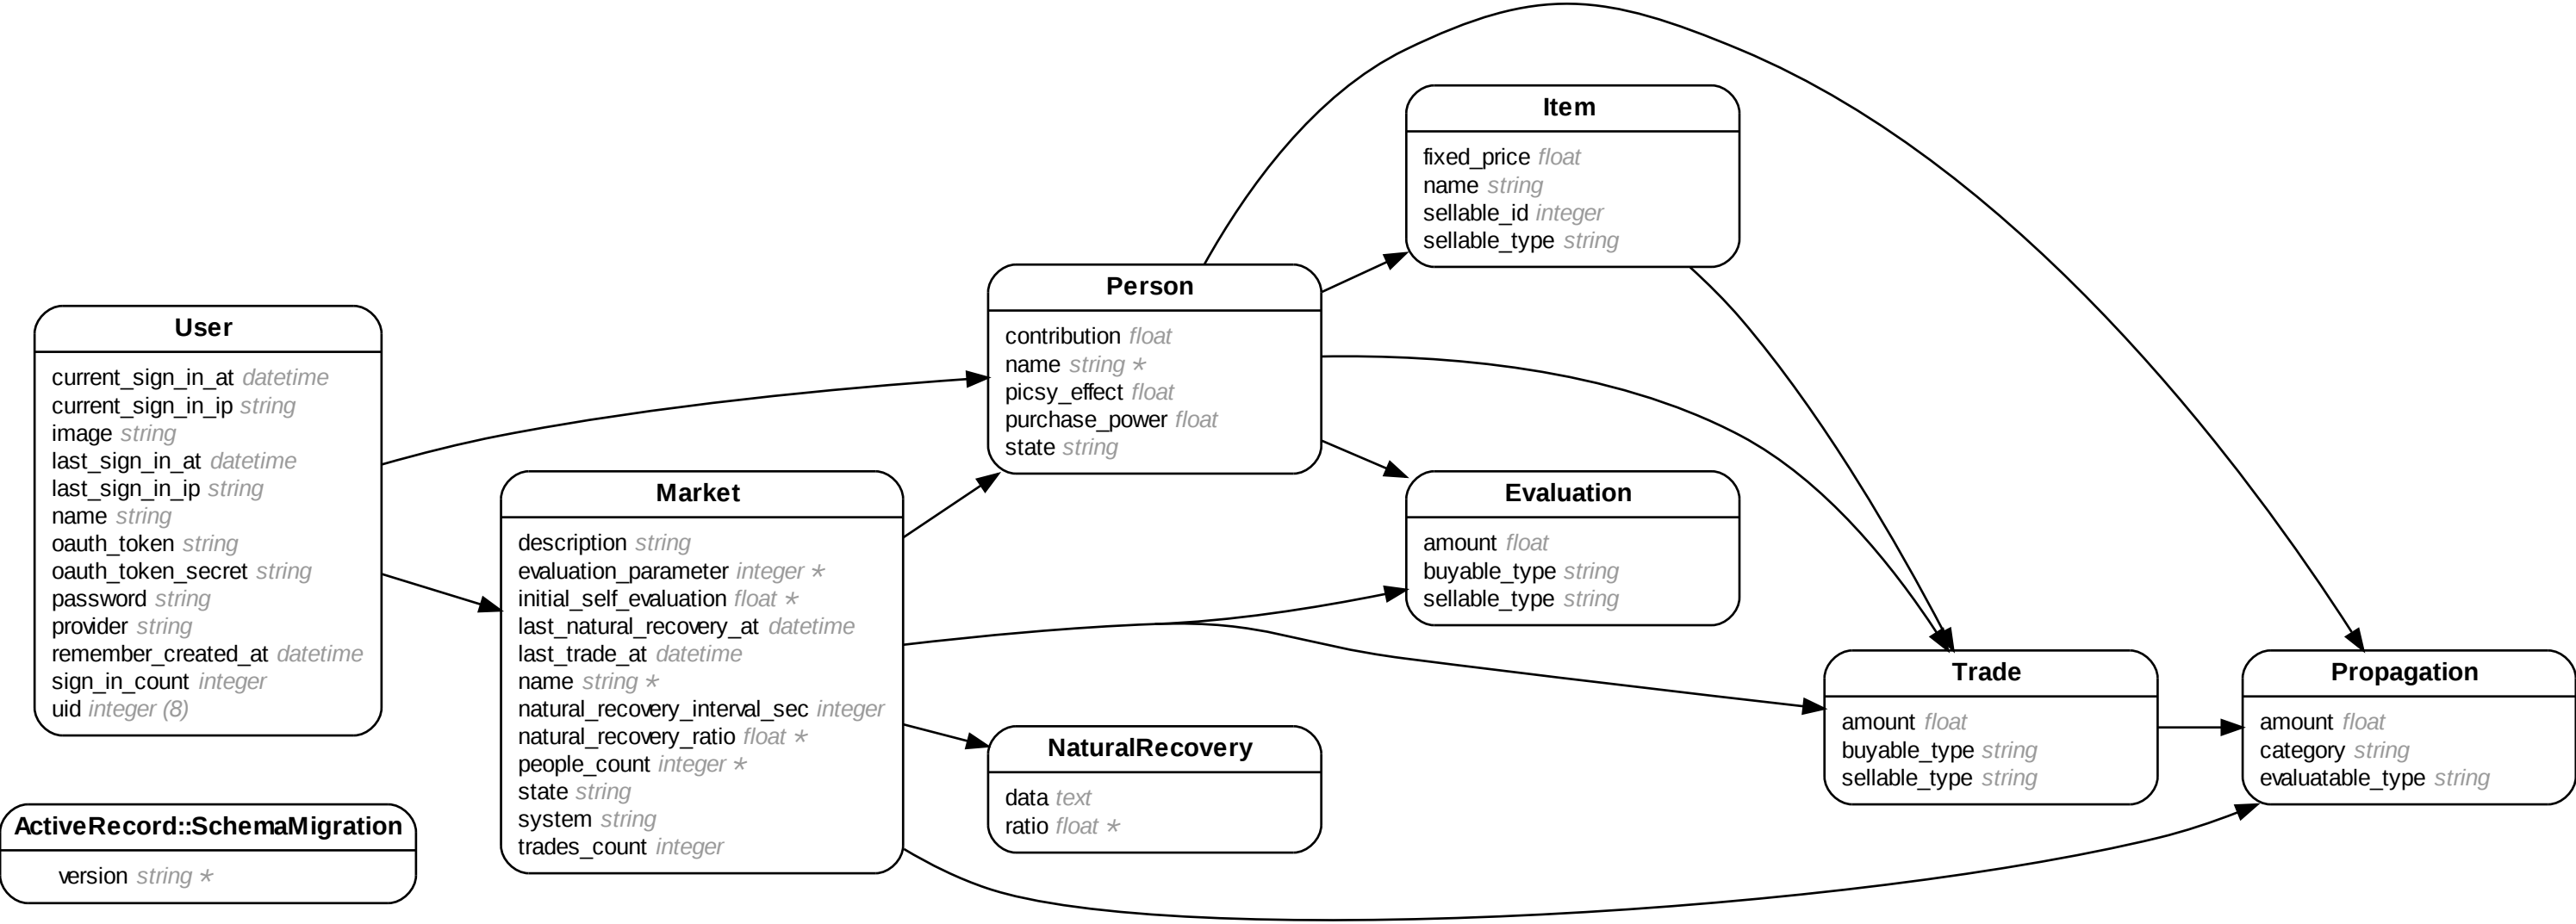 User
current_sign_in_at datetime
current_sign_in_ip string
image string
last_sign_in_at datetime
last_sign_in_ip string
name string
oauth_token string
oauth_token_secret string
password string
provider string
remember_created_at datetime
sign_in_count integer
uid integer (8)
ActiveRecord::SchemaMigration
version string *
Market
description string
evaluation_parameter integer *
initial_self_evaluation float *
last_natural_recovery_at datetime
last_trade_at datetime
name string *
natural_recovery_interval_sec integer
natural_recovery_ratio float *
people_count integer *
state string
system string
trades_count integer
Person
contribution float
name string *
picsy_effect float
purchase_power float
state string
NaturalRecovery
data text
ratio float *
Item
fixed_price float
name string
sellable_id integer
sellable_type string
Evaluation
amount float
buyable_type string
sellable_type string
Trade
amount float
buyable_type string
sellable_type string
Propagation
amount float
category string
evaluatable_type string